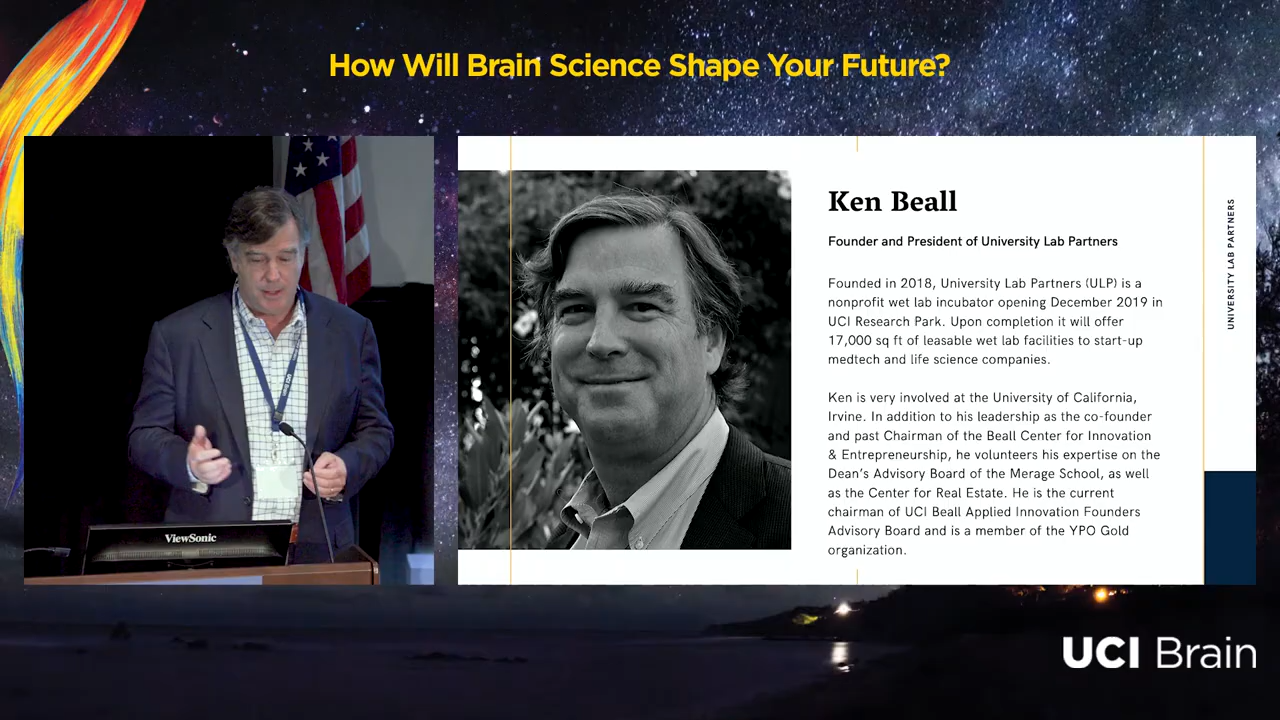 How Will Brain Science Shape Your Future?
ViewSonic
Ken Beall
Founder and President of University Lab Partners
Founded in 2018, University Lab Partners (ULP) is a
nonprofit wet lab incubator opening December 2019 in
UCI Research Park. Upon completion it will offer
17,000 sq ft of leasable wet lab facilities to start-up
medtech and life science companies.
Ken is very involved at the University of California,
Irvine. In addition to his leadership as the co-founder
and past Chairman of the Beall Center for Innovation
& Entrepreneurship, he volunteers his expertise on the
Dean's Advisory Board of the Merage School, as well
as the Center for Real Estate. He is the current
chairman of UCI Beall Applied Innovation Founders
Advisory Board and is a member of the YPO Gold
organization.
UNIVERSITY LAB PARTNERS
UCI Brain